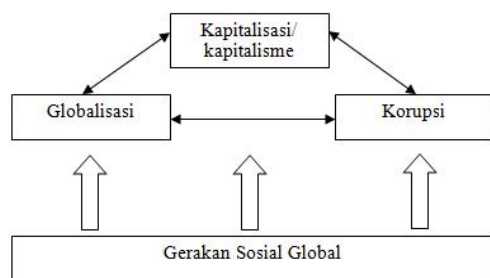 Kapitalisasi/
kapitalisme
Globalisasi
Korupsi
Gerakan Sosial Global